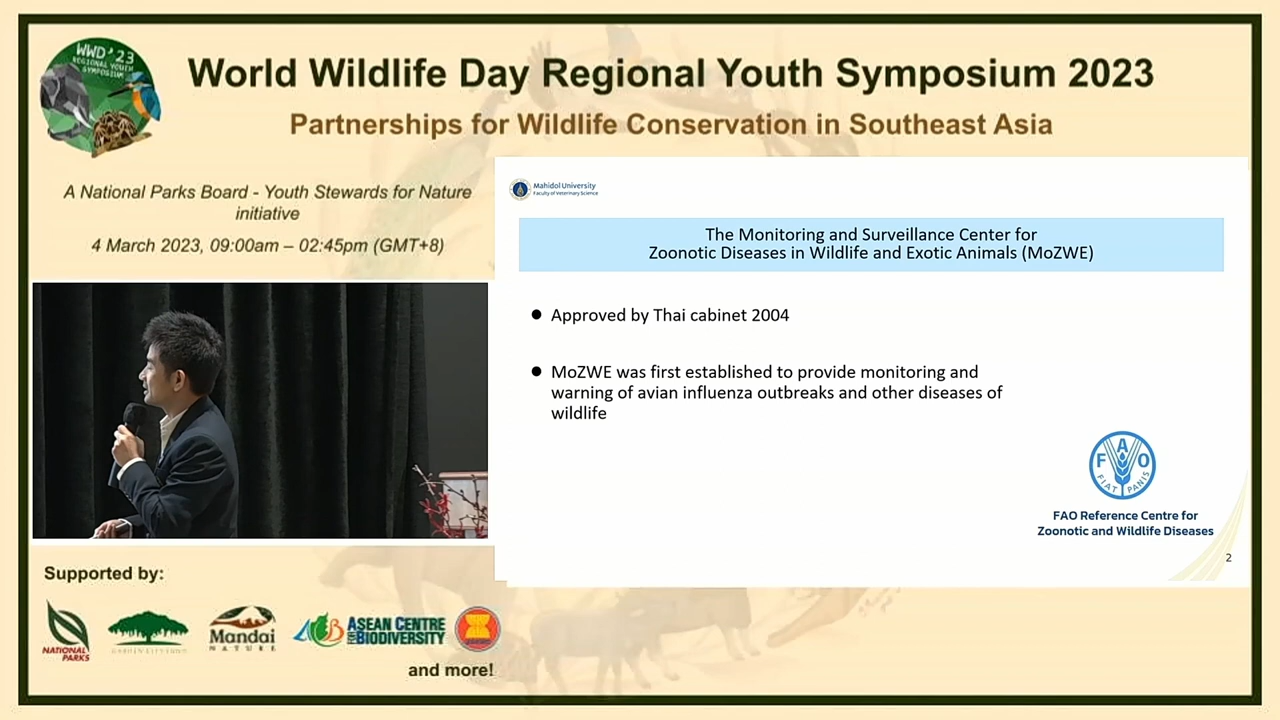 WWD '23
REGIONAL YOUTH
SYMPOSIUM
World Wildlife Day Regional Youth Symposium 2023
Partnerships for Wildlife Conservation in Southeast Asia
A National Parks Board - Youth Stewards for Nature
initiative
4 March 2023, 09:00am – 02:45pm (GMT+8)
Mahidol University
Faculty of Veterinary Science
The Monitoring and Surveillance Center for
Zoonotic Diseases in Wildlife and Exotic Animals (MoZWE)
● Approved by Thai cabinet 2004
● MoZWE was first established to provide monitoring and
warning of avian influenza outbreaks and other diseases of
wildlife
F A O
FIAT PANIS
FAO Reference Centre for
Zoonotic and Wildlife Diseases
2
Supported by:
NATIONAL
PARKS
GARDEN CITY FUND
Mandai
NATURE
ASEAN CENTRE
FOR BIODIVERSITY
and more!